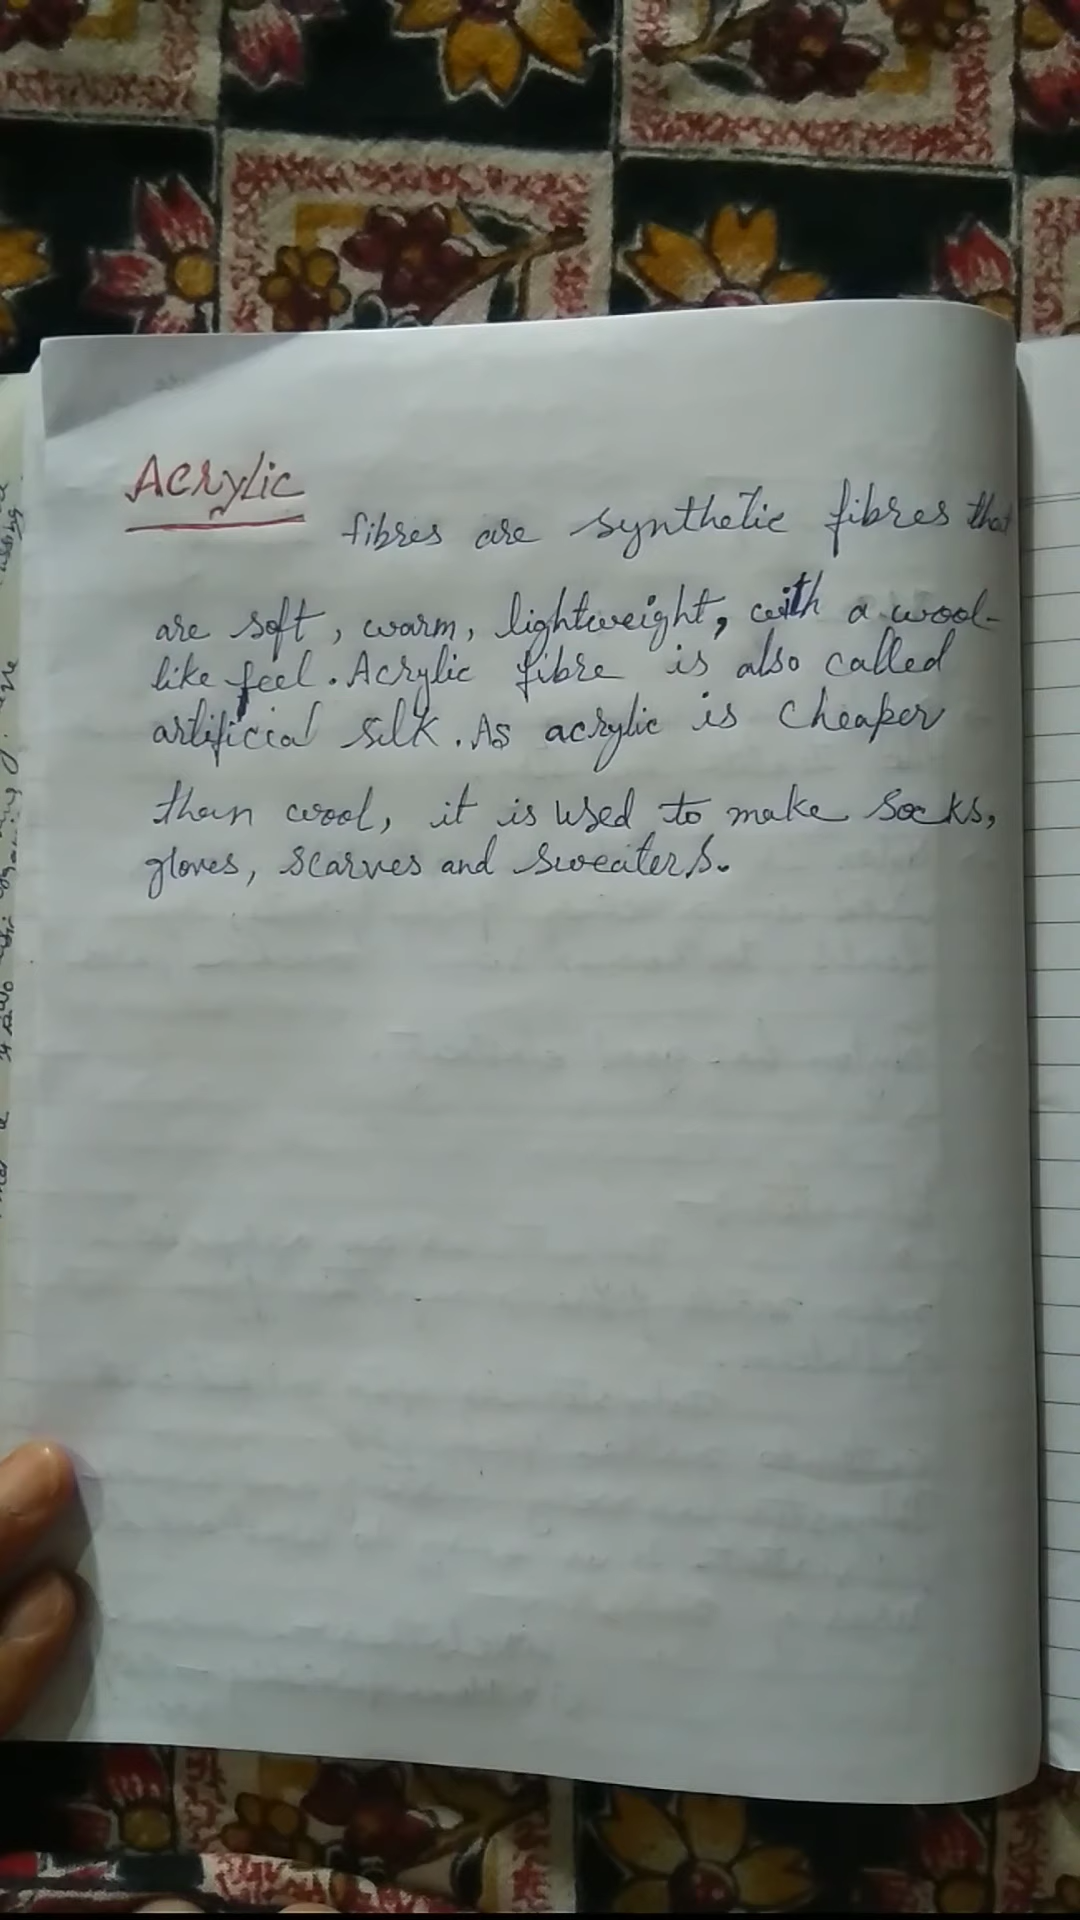 Acrylic
fibres are synthetic fibres that
are soft, warm, lightweight, with a wool-
like feel. Acrylic fibre is also called
artificial silk. As acrylic is cheaper
than wool, it is used to make socks,
gloves, scarves and sweaters.